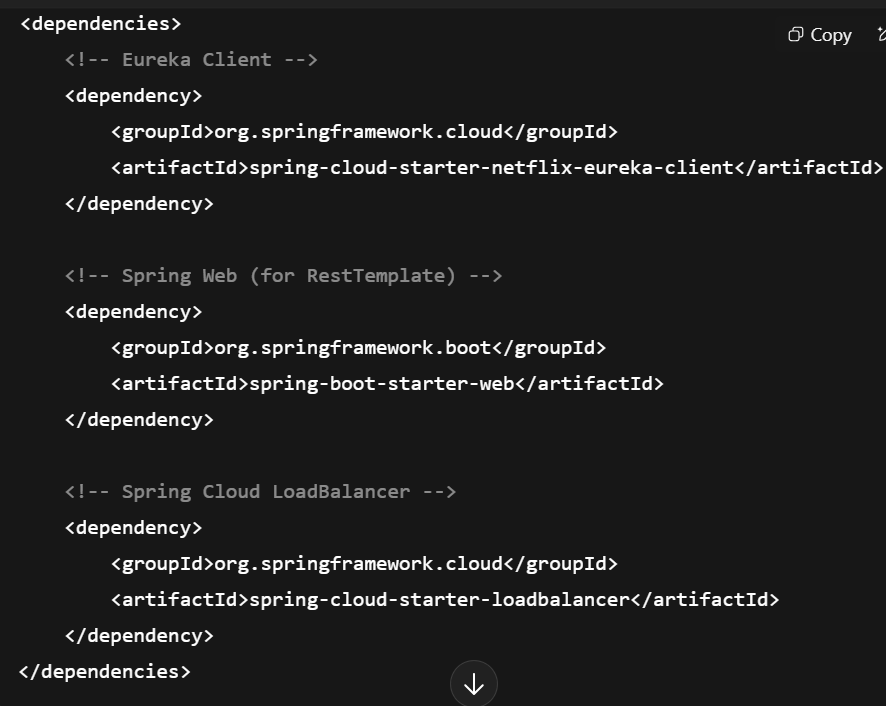 <dependencies>
Copy
    <!-- Eureka Client -->
    <dependency>
        <groupId>org.springframework.cloud</groupId>
        <artifactId>spring-cloud-starter-netflix-eureka-client</artifactId>
    </dependency>

    <!-- Spring Web (for RestTemplate) -->
    <dependency>
        <groupId>org.springframework.boot</groupId>
        <artifactId>spring-boot-starter-web</artifactId>
    </dependency>

    <!-- Spring Cloud LoadBalancer -->
    <dependency>
        <groupId>org.springframework.cloud</groupId>
        <artifactId>spring-cloud-starter-loadbalancer</artifactId>
    </dependency>
</dependencies>